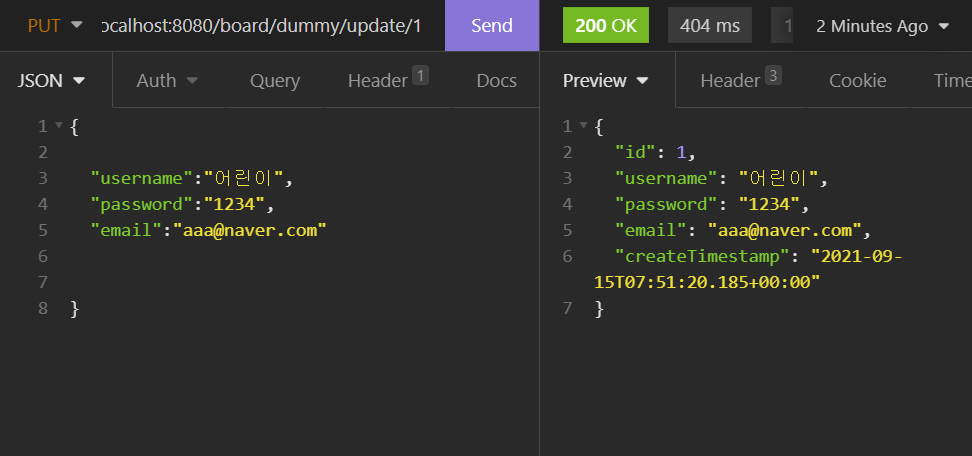 PUT ocalhost:8080/board/dummy/update/1 Send 200 OK 404 ms 1 2 Minutes Ago
JSON Auth Query Header 1 Docs Preview Header 3 Cookie Time
1 {
2
3 "username":"어린이",
4 "password":"1234",
5 "email":"aaa@naver.com"
6
7
8 }
1 {
2 "id": 1,
3 "username": "어린이",
4 "password": "1234",
5 "email": "aaa@naver.com",
6 "createTimestamp": "2021-09-
15T07:51:20.185+00:00"
7 }